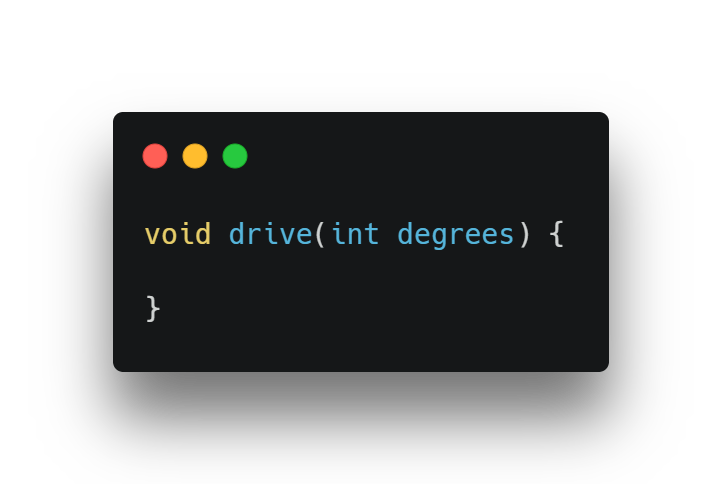 void drive(int degrees) {
}